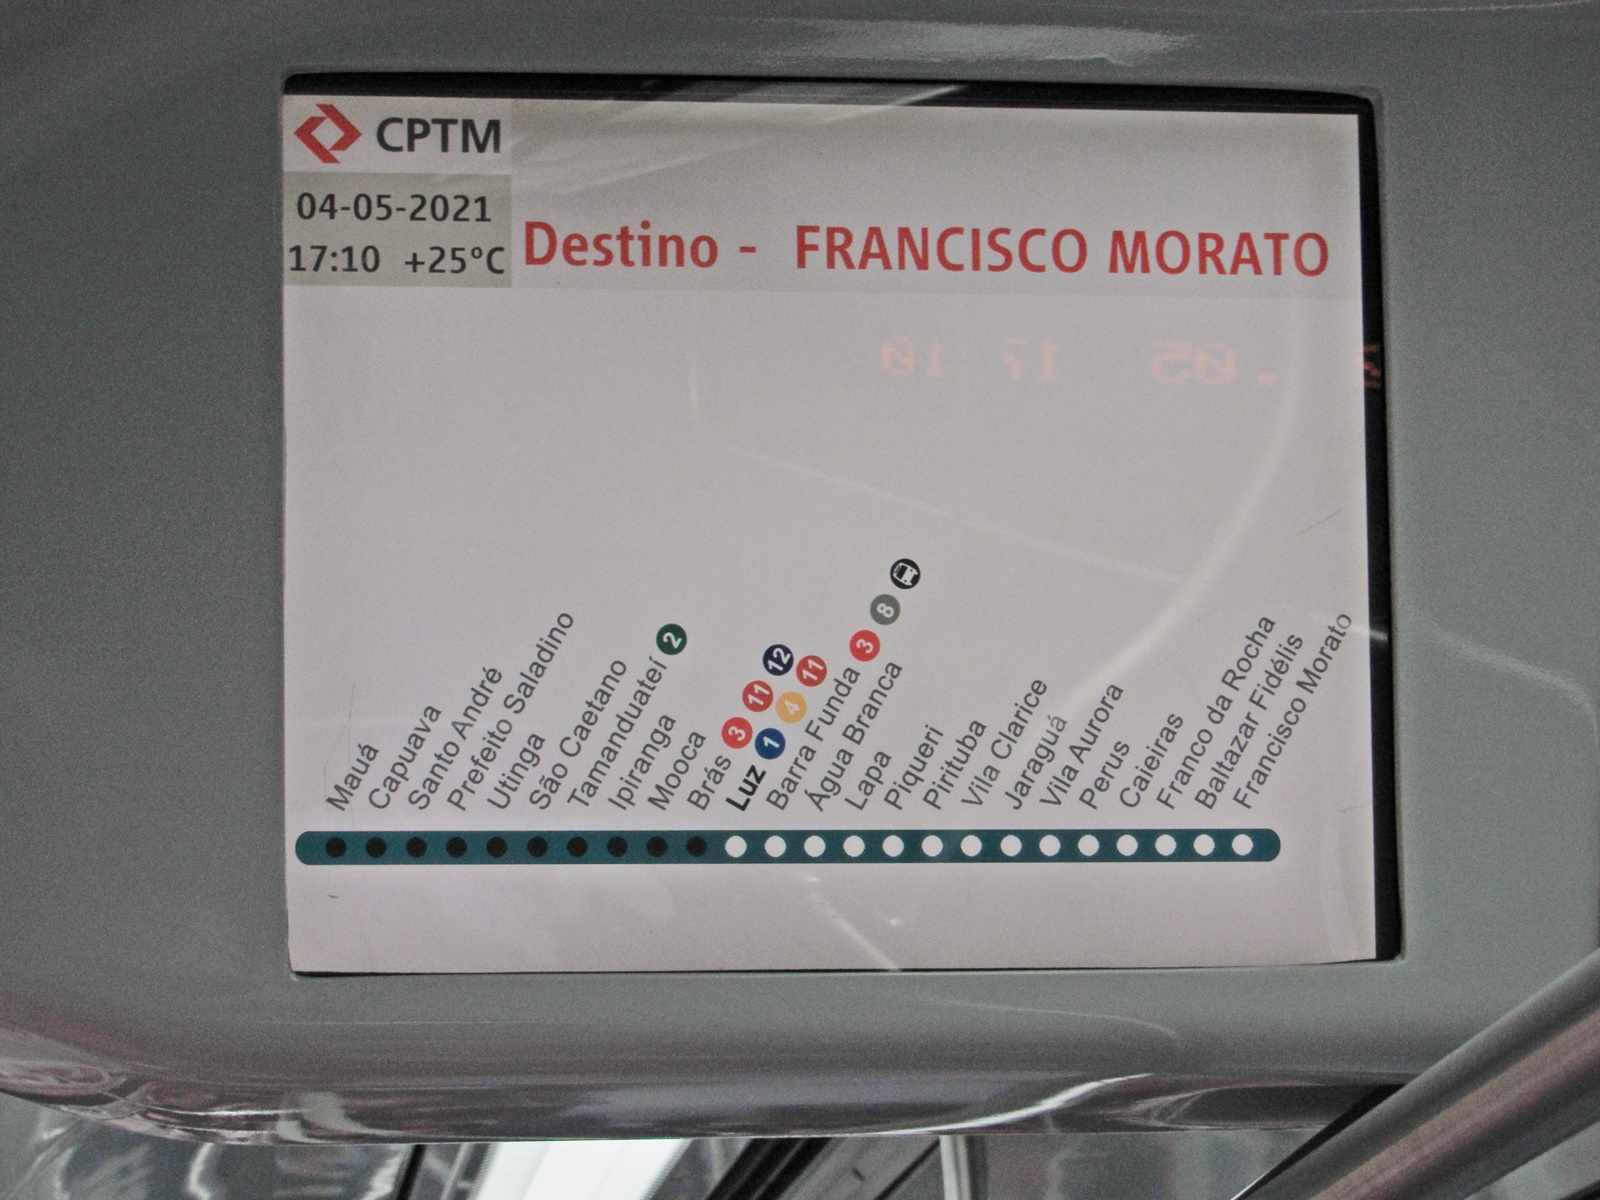 CPTM
04-05-2021
17:10 +25°C
Destino - FRANCISCO MORATO
Mauá
Capuava
Santo André
Prefeito Saladino
Utinga
São Caetano
Tamanduateí 2
Ipiranga
Mooca
Brás 3 11 12
Luz 1 4 11
Barra Funda 3 8
Água Branca
Lapa
Piqueri
Pirituba
Vila Clarice
Jaraguá
Vila Aurora
Perus
Caieiras
Franco da Rocha
Baltazar Fidélis
Francisco Morato